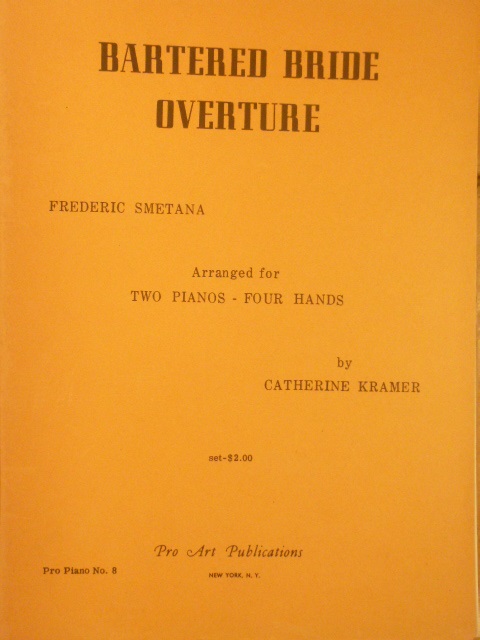 BARTERED BRIDE
OVERTURE
FREDERIC SMETANA
Arranged for
TWO PIANOS - FOUR HANDS
by
CATHERINE KRAMER
set-$2.00
Pro Art Publications
Pro Piano No. 8
NEW YORK, N. Y.